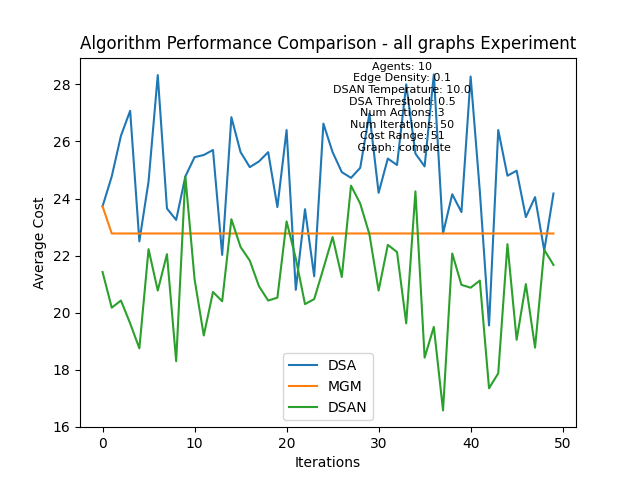 Algorithm Performance Comparison - all graphs Experiment
Agents: 10
Edge Density: 0.1
DSAN Temperature: 10.0
DSA Threshold: 0.5
Num Actions: 3
Num Iterations: 50
Cost Range: 51
Graph: complete
28
26
24
22
20
18
16
Average Cost
DSA
MGM
DSAN
0
10
20
30
40
50
Iterations